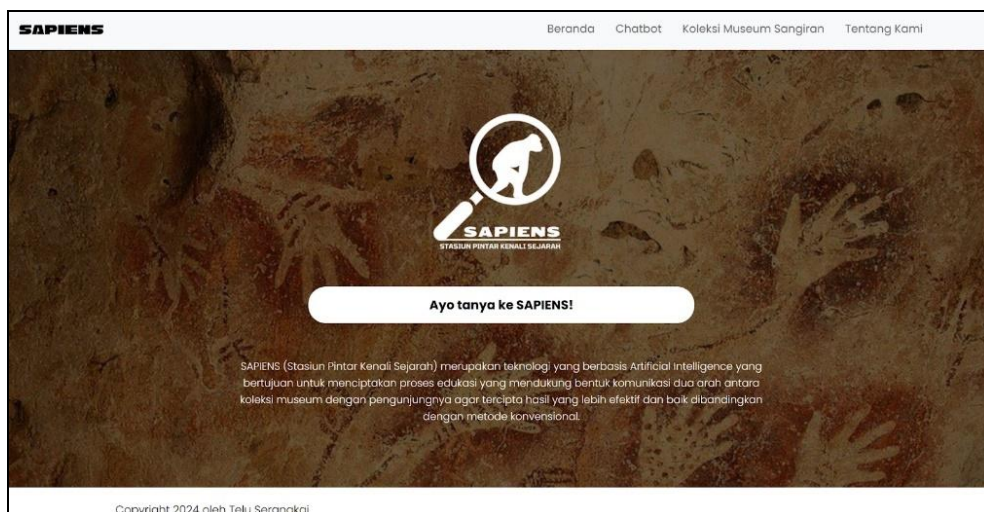 SAPIENS
Beranda Chatbot Koleksi Museum Sangiran Tentang Kami
SAPIENS
STASIUN PINTAR KENALI SEJARAH
Ayo tanya ke SAPIENS!
SAPIENS (Stasiun Pintar Kenali Sejarah) merupakan teknologi yang berbasis Artificial Intelligence yang
bertujuan untuk menciptakan proses edukasi yang mendukung bentuk komunikasi dua arah antara
koleksi museum dengan pengunjungnya agar tercipta hasil yang lebih efektif dan baik dibandingkan
dengan metode konvensional.
Copyright 2024 oleh Telu Serangkai